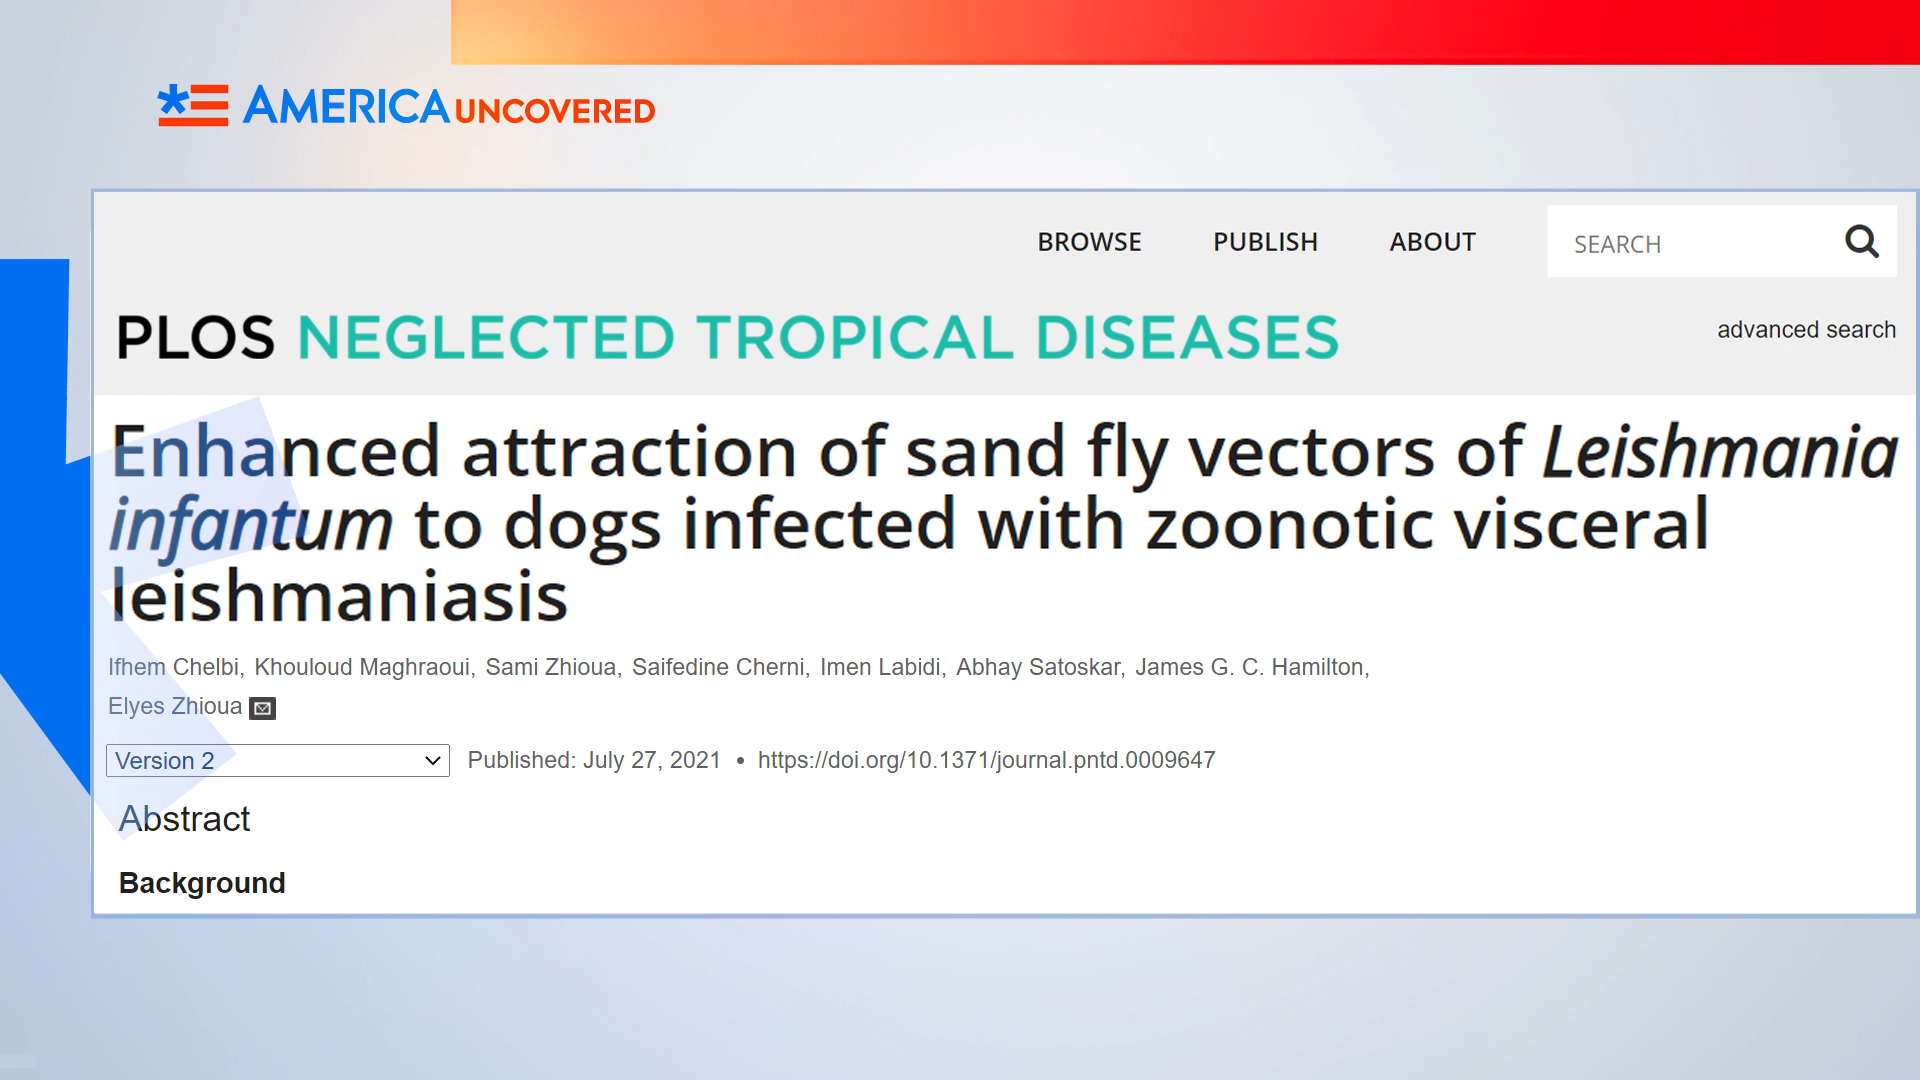 AMERICA UNCOVERED
BROWSE PUBLISH ABOUT SEARCH
PLOS NEGLECTED TROPICAL DISEASES
advanced search
Enhanced attraction of sand fly vectors of Leishmania
infantum to dogs infected with zoonotic visceral
leishmaniasis
Ifhem Chelbi, Khouloud Maghraoui, Sami Zhioua, Saifedine Cherni, Imen Labidi, Abhay Satoskar, James G. C. Hamilton,
Elyes Zhioua
Version 2 Published: July 27, 2021 • https://doi.org/10.1371/journal.pntd.0009647
Abstract
Background